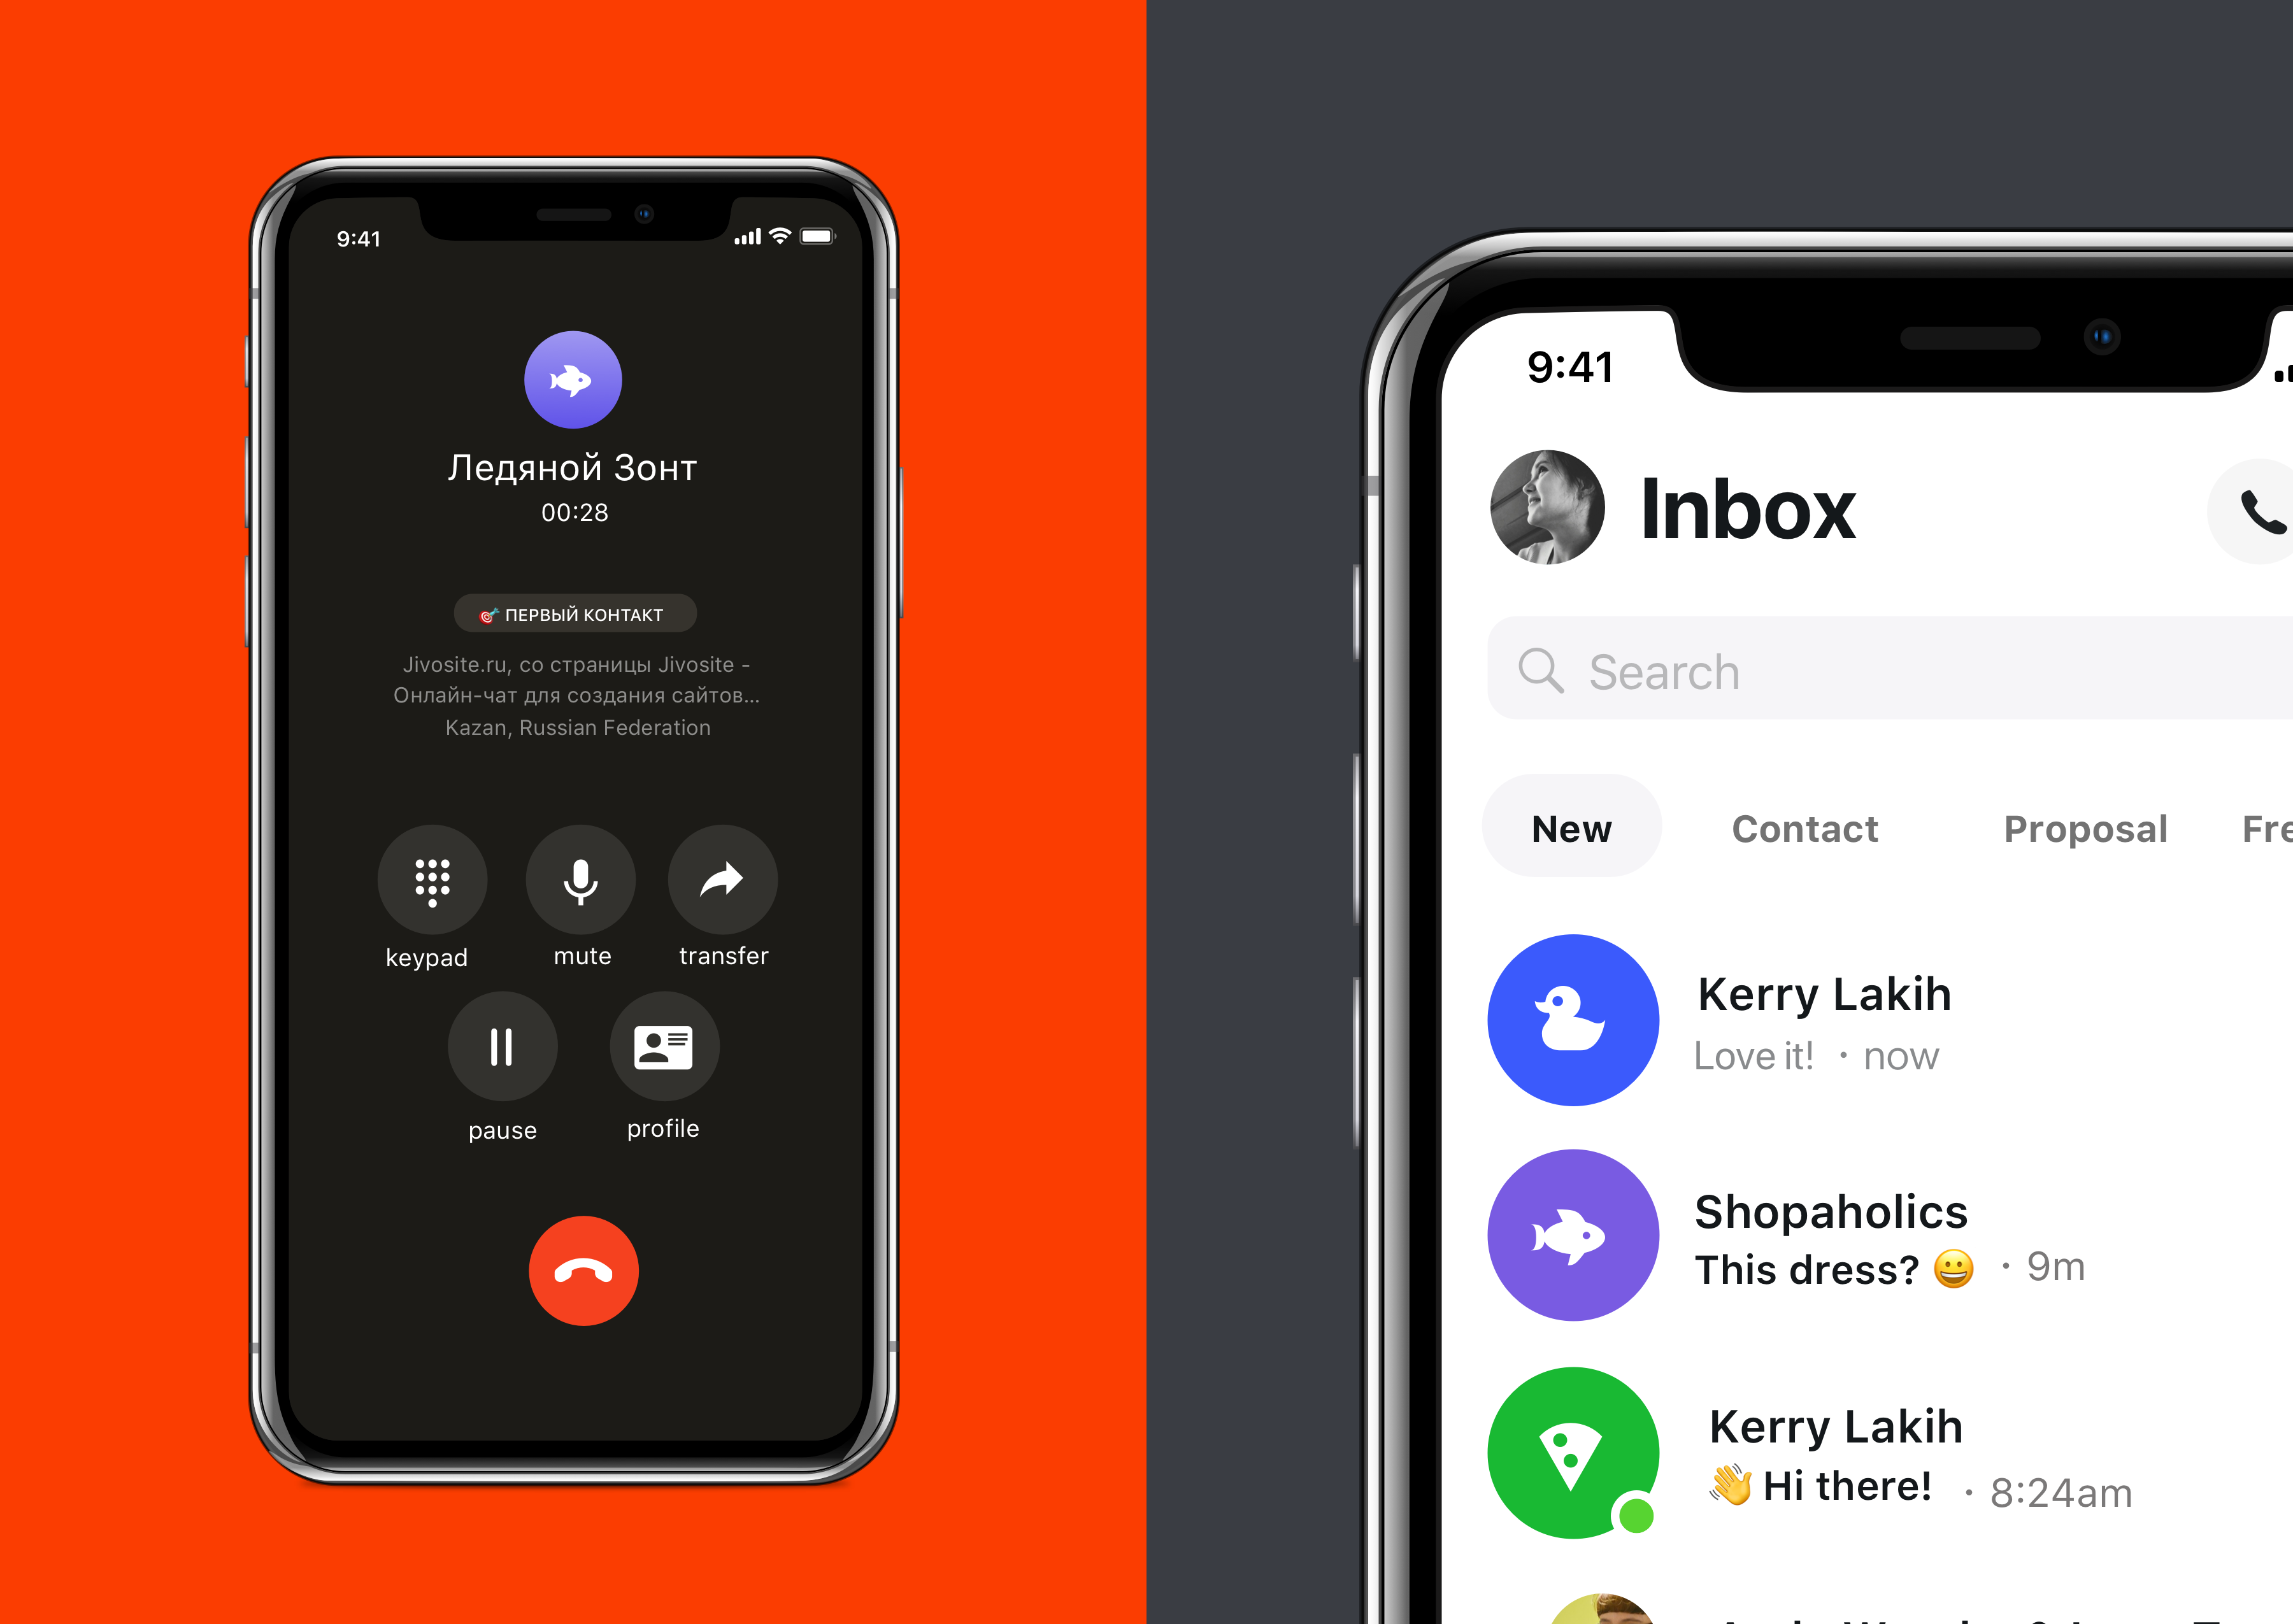 9:41
Ледяной Зонт
00:28
🎯 ПЕРВЫЙ КОНТАКТ
Jivosite.ru, со страницы Jivosite -
Онлайн-чат для создания сайтов...
Kazan, Russian Federation
keypad mute transfer
pause profile
9:41
Inbox
Search
New Contact Proposal
Kerry Lakih
Love it! · now
Shopaholics
This dress? 😀 · 9m
Kerry Lakih
👋 Hi there! · 8:24am